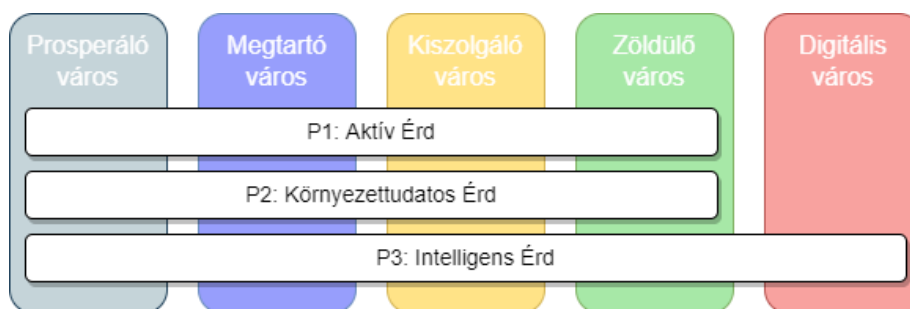 Prosperáló
város
Megtartó
város
Kiszolgáló
város
Zöldülő
város
Digitális
város
P1: Aktív Érd
P2: Környezettudatos Érd
P3: Intelligens Érd